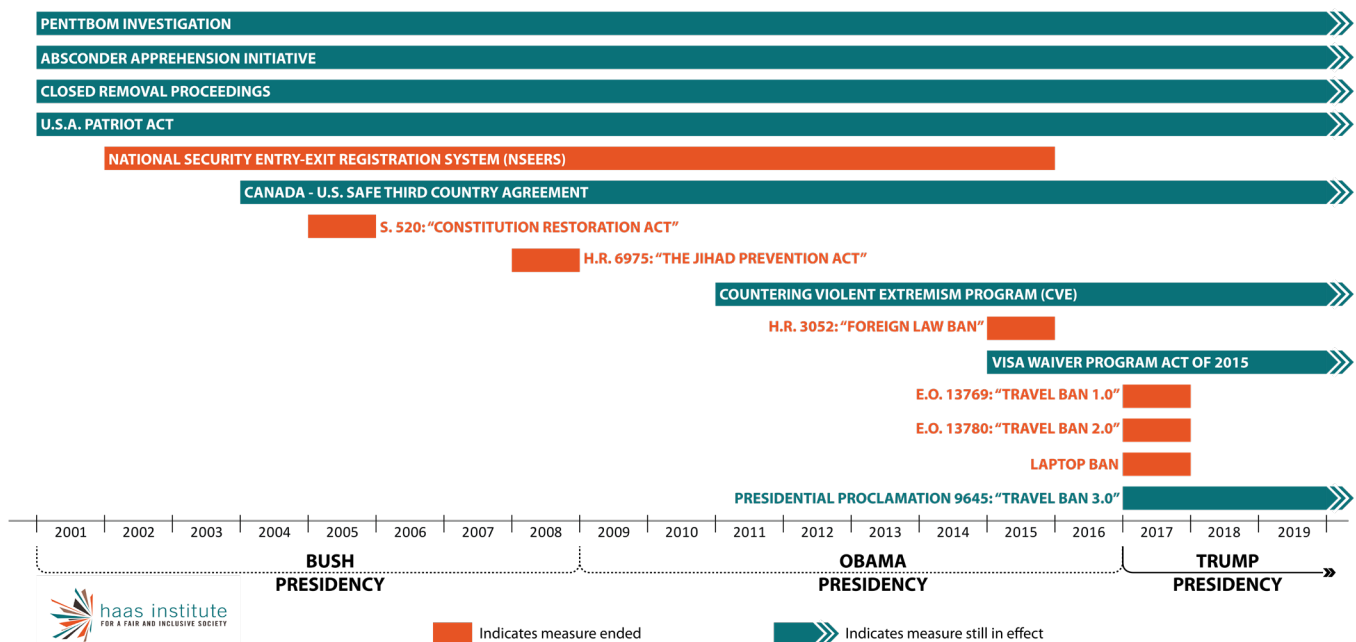 PENTTBOM INVESTIGATION
ABSCONDER APPREHENSION INITIATIVE
CLOSED REMOVAL PROCEEDINGS
U.S.A. PATRIOT ACT
NATIONAL SECURITY ENTRY-EXIT REGISTRATION SYSTEM (NSEERS)
CANADA - U.S. SAFE THIRD COUNTRY AGREEMENT
S. 520: “CONSTITUTION RESTORATION ACT”
H.R. 6975: “THE JIHAD PREVENTION ACT”
COUNTERING VIOLENT EXTREMISM PROGRAM (CVE)
H.R. 3052: “FOREIGN LAW BAN”
VISA WAIVER PROGRAM ACT OF 2015
E.O. 13769: “TRAVEL BAN 1.0”
E.O. 13780: “TRAVEL BAN 2.0”
LAPTOP BAN
PRESIDENTIAL PROCLAMATION 9645: “TRAVEL BAN 3.0”
2001 2002 2003 2004 2005 2006 2007 2008 2009 2010 2011 2012 2013 2014 2015 2016 2017 2018 2019
BUSH
PRESIDENCY
OBAMA
PRESIDENCY
TRUMP
PRESIDENCY
haas institute
FOR A FAIR AND INCLUSIVE SOCIETY
Indicates measure ended
Indicates measure still in effect